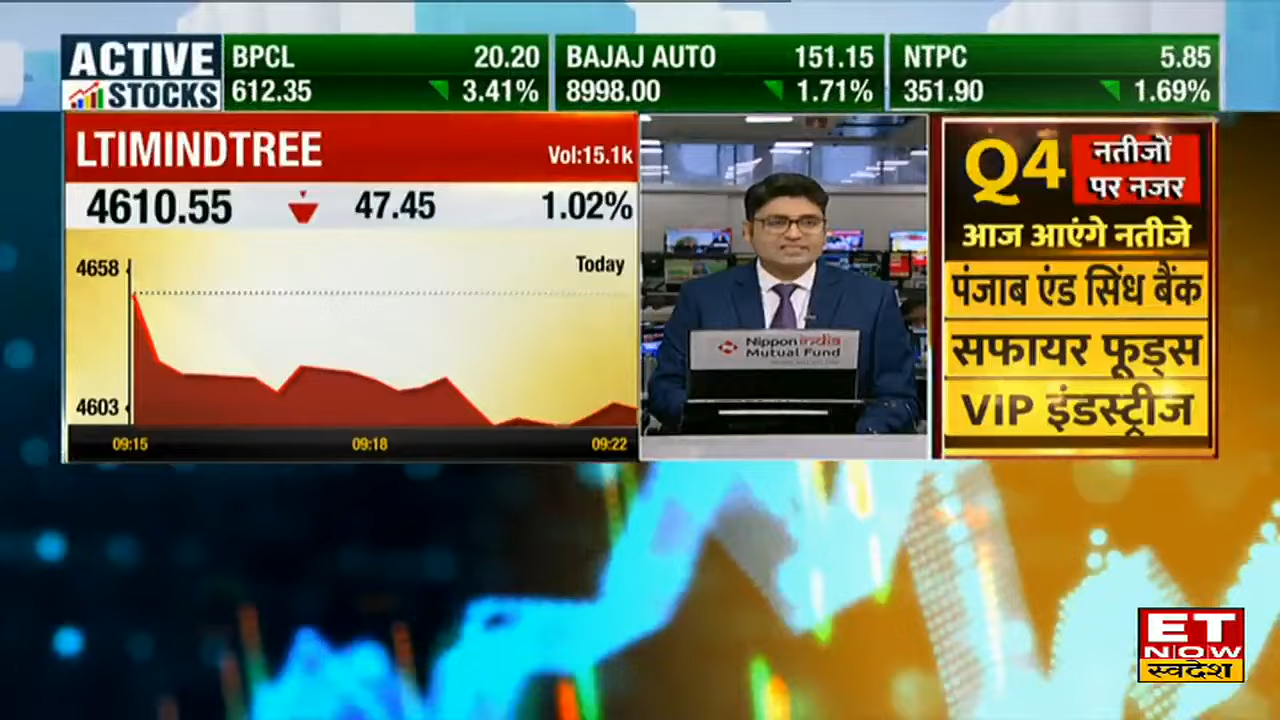 ACTIVE
STOCKS
BPCL 20.20
612.35 3.41%
BAJAJ AUTO 151.15
8998.00 1.71%
NTPC 5.85
351.90 1.69%
LTIMINDTREE
Vol:15.1k
4610.55 47.45 1.02%
Today
4658
4603
09:15 09:18 09:22
Nippon india
Mutual Fund
Q4 नतीजों
पर नजर
आज आएंगे नतीजे
पंजाब एंड सिंध बैंक
सफायर फूड्स
VIP इंडस्ट्रीज
ET
NOW
स्वदेश